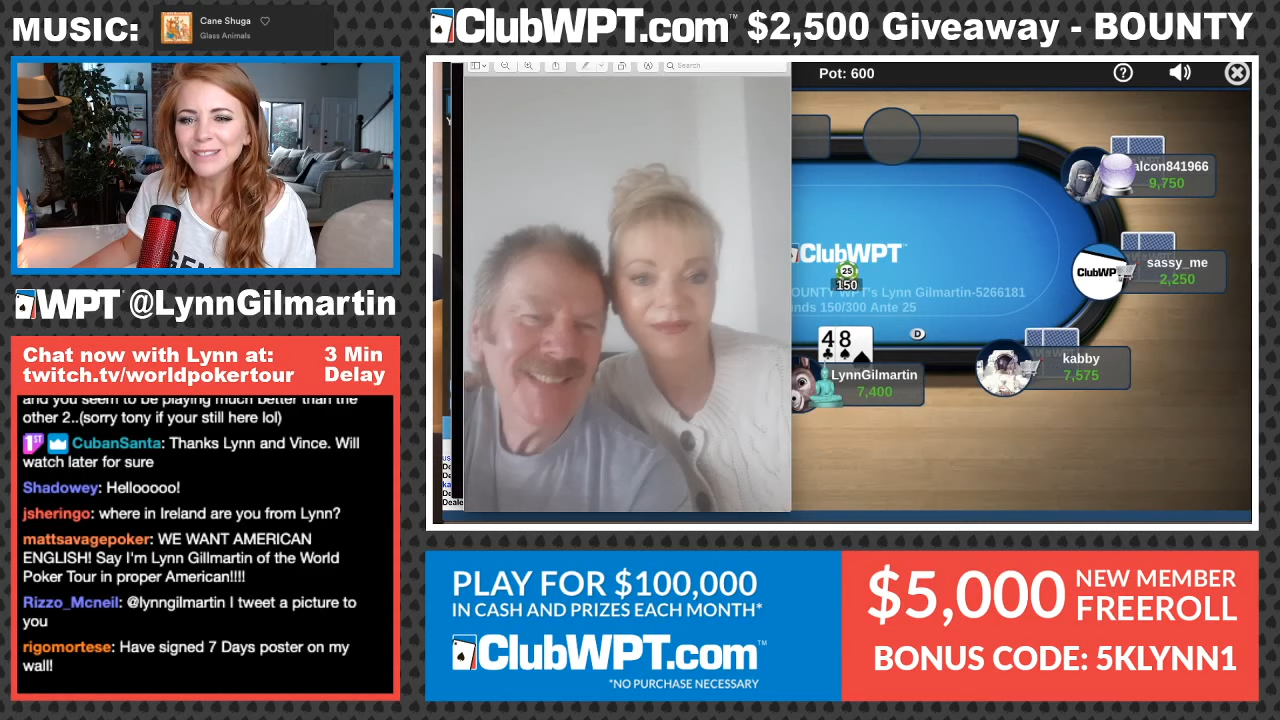 MUSIC:
Cane Shuga
Glass Animals
ClubWPT.com™ $2,500 Giveaway - BOUNTY
Search
Pot: 600
alcon841966
9,750
ClubWPT
sassy_me
2,250
25
150
OUNTY WPT's Lynn Gilmartin-5266181
nds 150/300 Ante 25
4 8
D
LynnGilmartin
7,400
kabby
7,575
WPT @LynnGilmartin
Chat now with Lynn at:
twitch.tv/worldpokertour
3 Min
Delay
and you seem to be playing much better than the
other 2..(sorry tony if your still here lol)
1ST CubanSanta: Thanks Lynn and Vince. Will
watch later for sure
Shadowey: Hellooooo!
jsheringo: where in Ireland are you from Lynn?
mattsavagepoker: WE WANT AMERICAN
ENGLISH! Say I'm Lynn Gillmartin of the World
Poker Tour in proper American!!!!
Rizzo_Mcneil: @lynngilmartin I tweet a picture to
you
rigomortese: Have signed 7 Days poster on my
wall!
PLAY FOR $100,000
IN CASH AND PRIZES EACH MONTH*
ClubWPT.com™
*NO PURCHASE NECESSARY
$5,000 NEW MEMBER
FREEROLL
BONUS CODE: 5KLYNN1